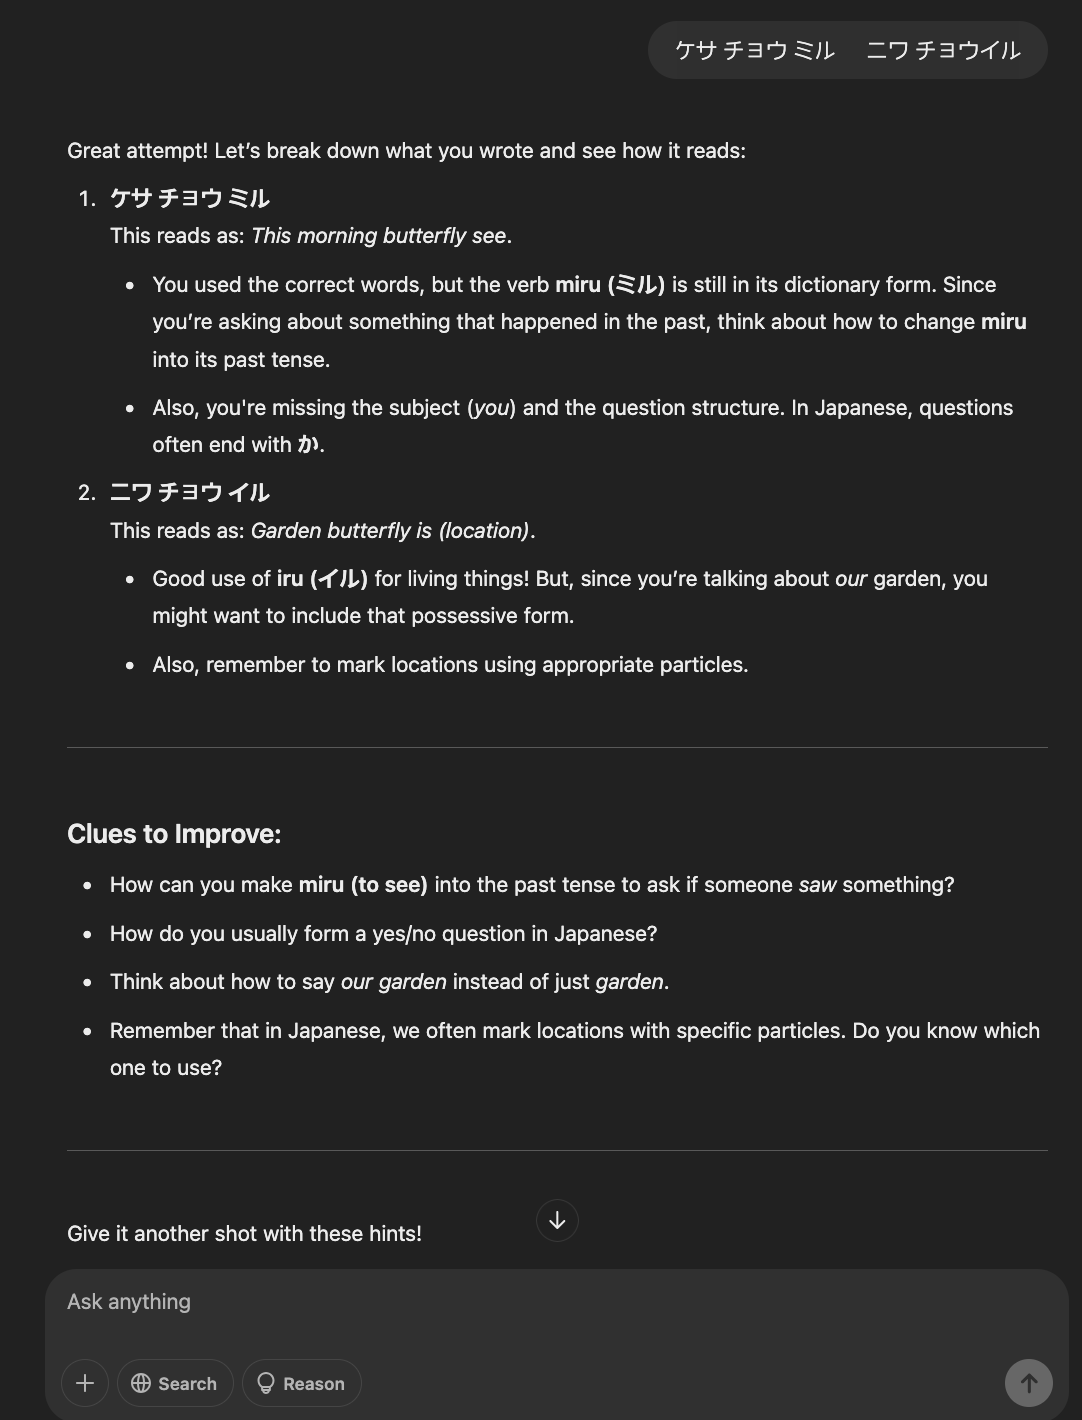 ケサ チョウ ミル　ニワ チョウイル
Great attempt! Let’s break down what you wrote and see how it reads:
1. ケサ チョウ ミル
This reads as: This morning butterfly see.
• You used the correct words, but the verb miru (ミル) is still in its dictionary form. Since
you’re asking about something that happened in the past, think about how to change miru
into its past tense.
• Also, you're missing the subject (you) and the question structure. In Japanese, questions
often end with か.
2. ニワ チョウ イル
This reads as: Garden butterfly is (location).
• Good use of iru (イル) for living things! But, since you’re talking about our garden, you
might want to include that possessive form.
• Also, remember to mark locations using appropriate particles.
Clues to Improve:
• How can you make miru (to see) into the past tense to ask if someone saw something?
• How do you usually form a yes/no question in Japanese?
• Think about how to say our garden instead of just garden.
• Remember that in Japanese, we often mark locations with specific particles. Do you know which
one to use?
Give it another shot with these hints!
Ask anything
Search Reason